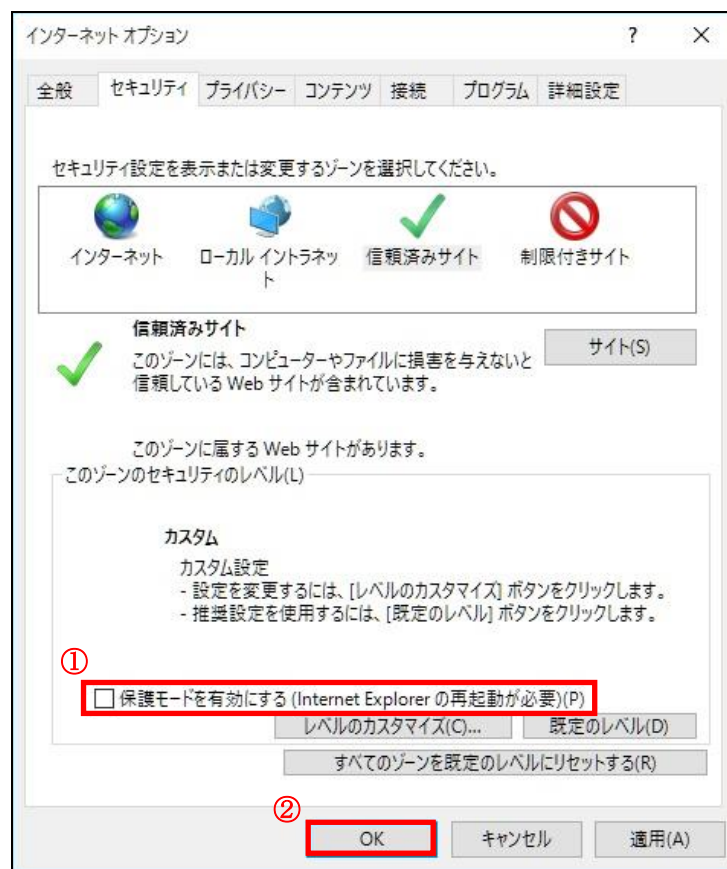 インターネット オプション ? ×
全般 セキュリティ プライバシー コンテンツ 接続 プログラム 詳細設定
セキュリティ設定を表示または変更するゾーンを選択してください。
インターネット ローカル イントラネッ 信頼済みサイト 制限付きサイト
ト
信頼済みサイト
サイト(S)
このゾーンには、コンピューターやファイルに損害を与えないと
信頼している Web サイトが含まれています。
このゾーンに属する Web サイトがあります。
このゾーンのセキュリティのレベル(L)
カスタム
カスタム設定
- 設定を変更するには、[レベルのカスタマイズ] ボタンをクリックします。
- 推奨設定を使用するには、[既定のレベル] ボタンをクリックします。
①
保護モードを有効にする (Internet Explorer の再起動が必要)(P)
レベルのカスタマイズ(C)... 既定のレベル(D)
すべてのゾーンを既定のレベルにリセットする(R)
②
OK キャンセル 適用(A)